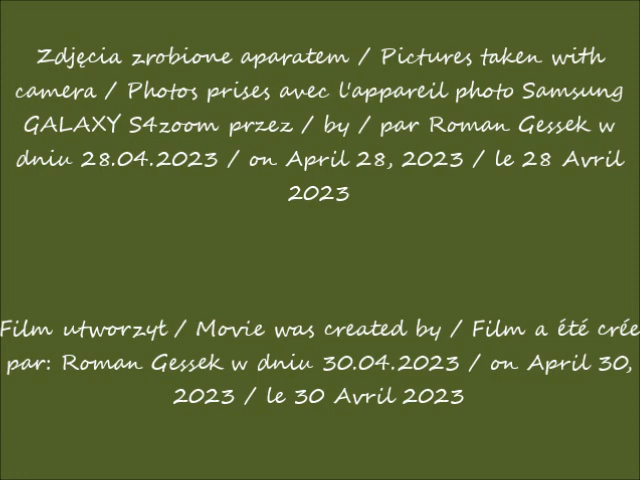 Zdjęcia zrobione aparatem / Pictures taken with
camera / Photos prises avec l'appareil photo Samsung
GALAXY S4zoom przez / by / par Roman Gessek w
dniu 28.04.2023 / on April 28, 2023 / le 28 Avril
2023
Film utworzył / Movie was created by / Film a été crée
par: Roman Gessek w dniu 30.04.2023 / on April 30,
2023 / le 30 Avril 2023